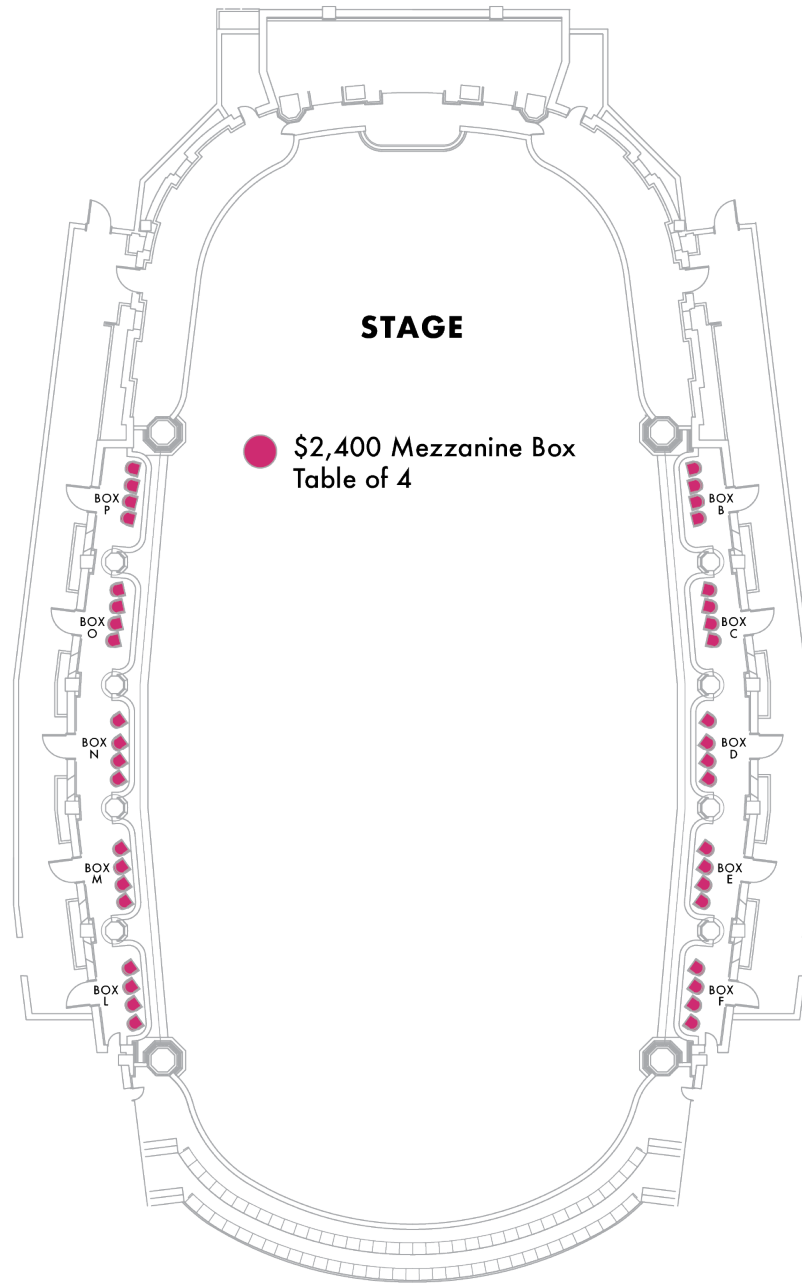 STAGE
$2,400 Mezzanine Box
Table of 4
BOX
P
BOX
B
BOX
O
BOX
C
BOX
N
BOX
D
BOX
M
BOX
E
BOX
L
BOX
F